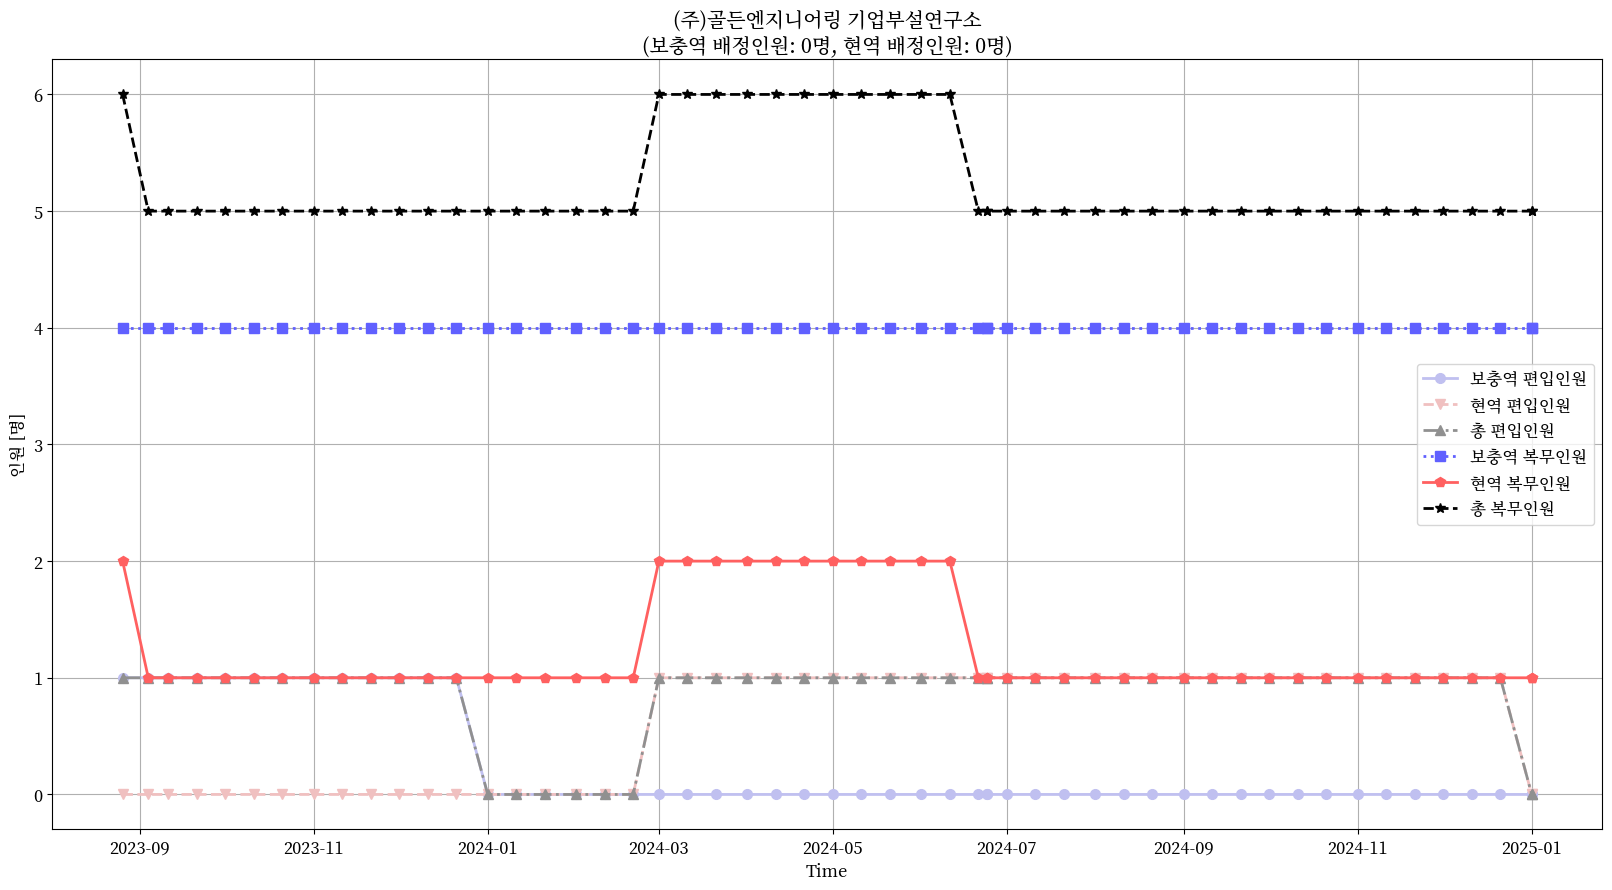 (주)골든엔지니어링 기업부설연구소
(보충역 배정인원: 0명, 현역 배정인원: 0명)
6
5
4
3
2
1
0
인원 [명]
보충역 편입인원
현역 편입인원
총 편입인원
보충역 복무인원
현역 복무인원
총 복무인원
2023-09
2023-11
2024-01
2024-03
2024-05
2024-07
2024-09
2024-11
2025-01
Time